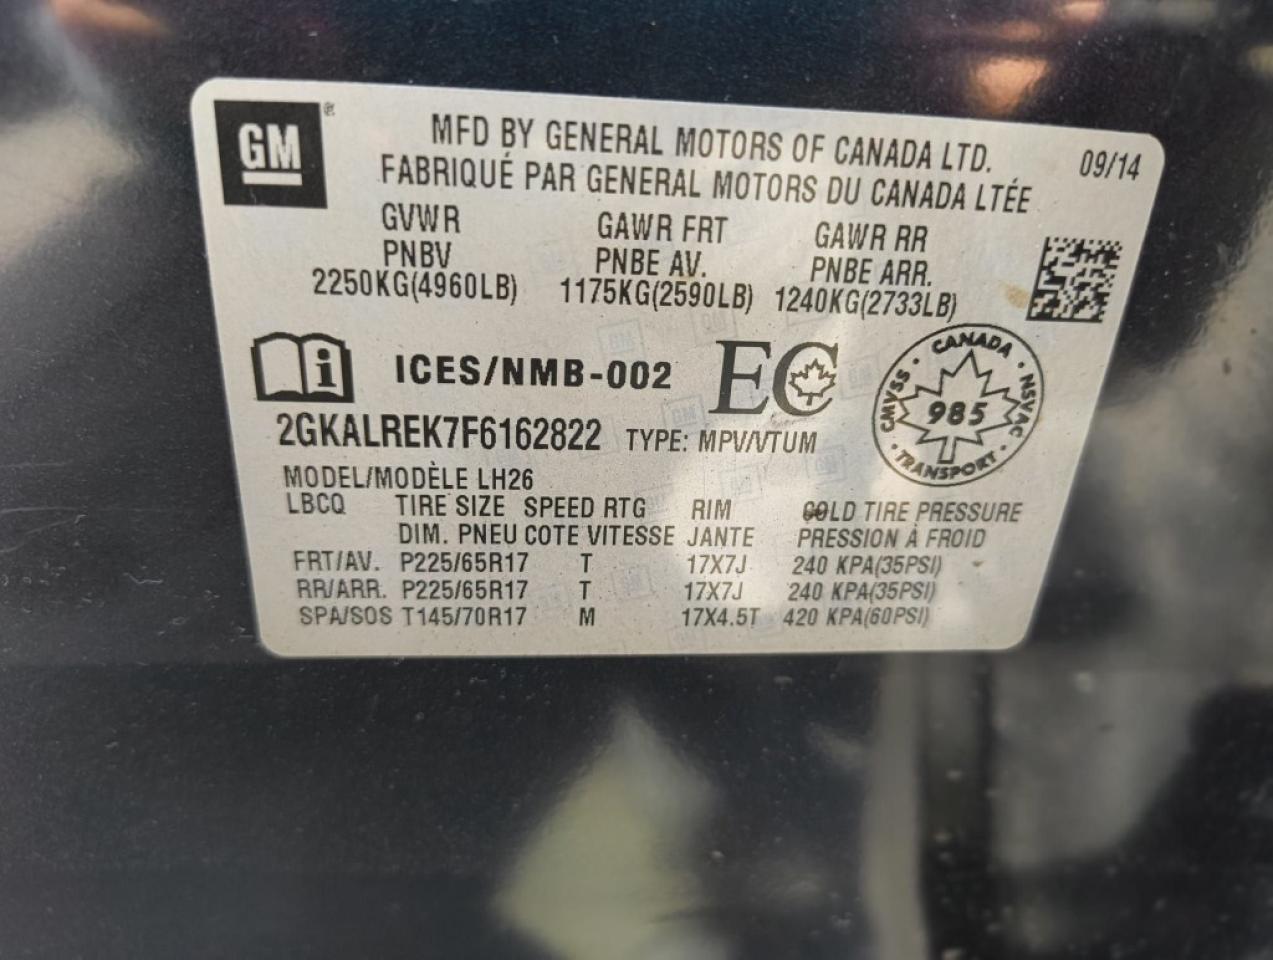 GM ®
MFD BY GENERAL MOTORS OF CANADA LTD. 09/14
FABRIQUÉ PAR GENERAL MOTORS DU CANADA LTÉE
GVWR GAWR FRT GAWR RR
PNBV PNBE AV. PNBE ARR.
2250KG(4960LB) 1175KG(2590LB) 1240KG(2733LB)
i ICES/NMB-002 EC
CANADA
CMVSS 985 NSVAC
TRANSPORT
2GKALREK7F6162822 TYPE: MPV/VTUM
MODEL/MODÈLE LH26
LBCQ TIRE SIZE SPEED RTG RIM COLD TIRE PRESSURE
DIM. PNEU COTE VITESSE JANTE PRESSION À FROID
FRT/AV. P225/65R17 T 17X7J 240 KPA(35PSI)
RR/ARR. P225/65R17 T 17X7J 240 KPA(35PSI)
SPA/SOS T145/70R17 M 17X4.5T 420 KPA(60PSI)